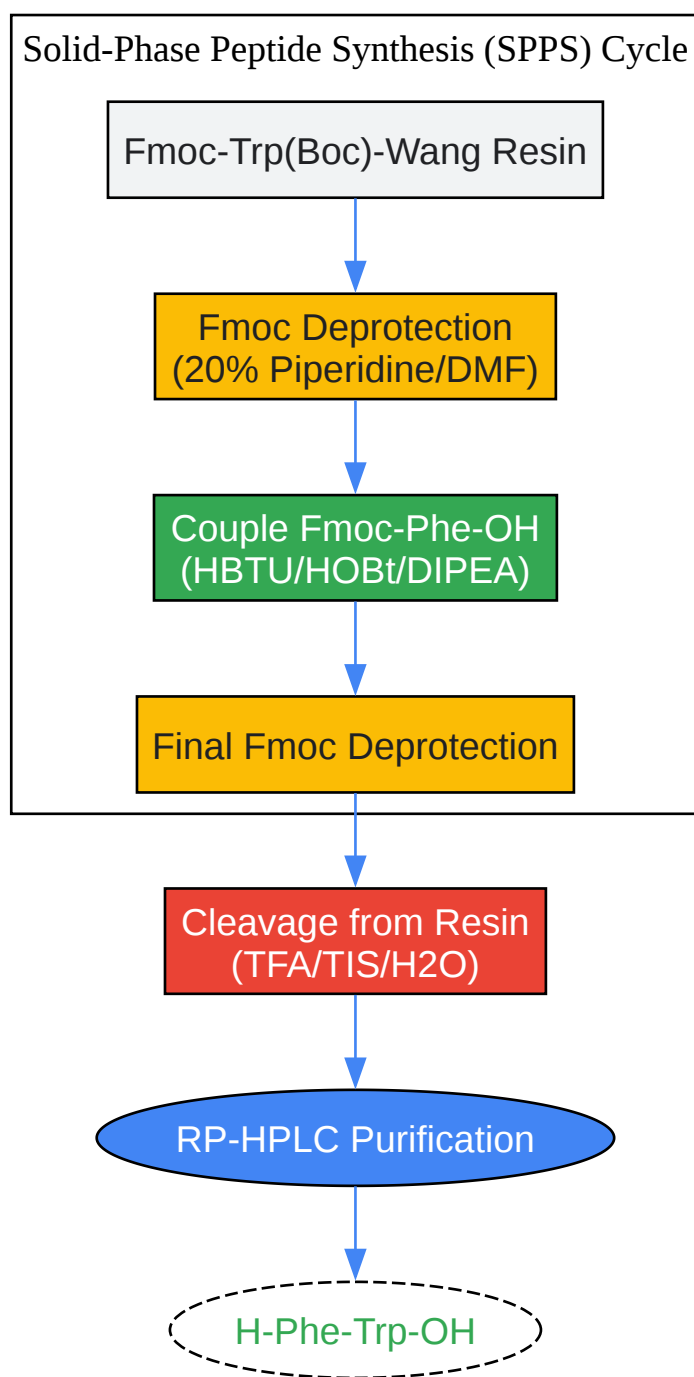 Solid-Phase Peptide Synthesis (SPPS) Cycle
Fmoc-Trp(Boc)-Wang Resin
Fmoc Deprotection
(20% Piperidine/DMF)
Couple Fmoc-Phe-OH
(HBTU/HOBt/DIPEA)
Final Fmoc Deprotection
Cleavage from Resin
(TFA/TIS/H2O)
RP-HPLC Purification
H-Phe-Trp-OH